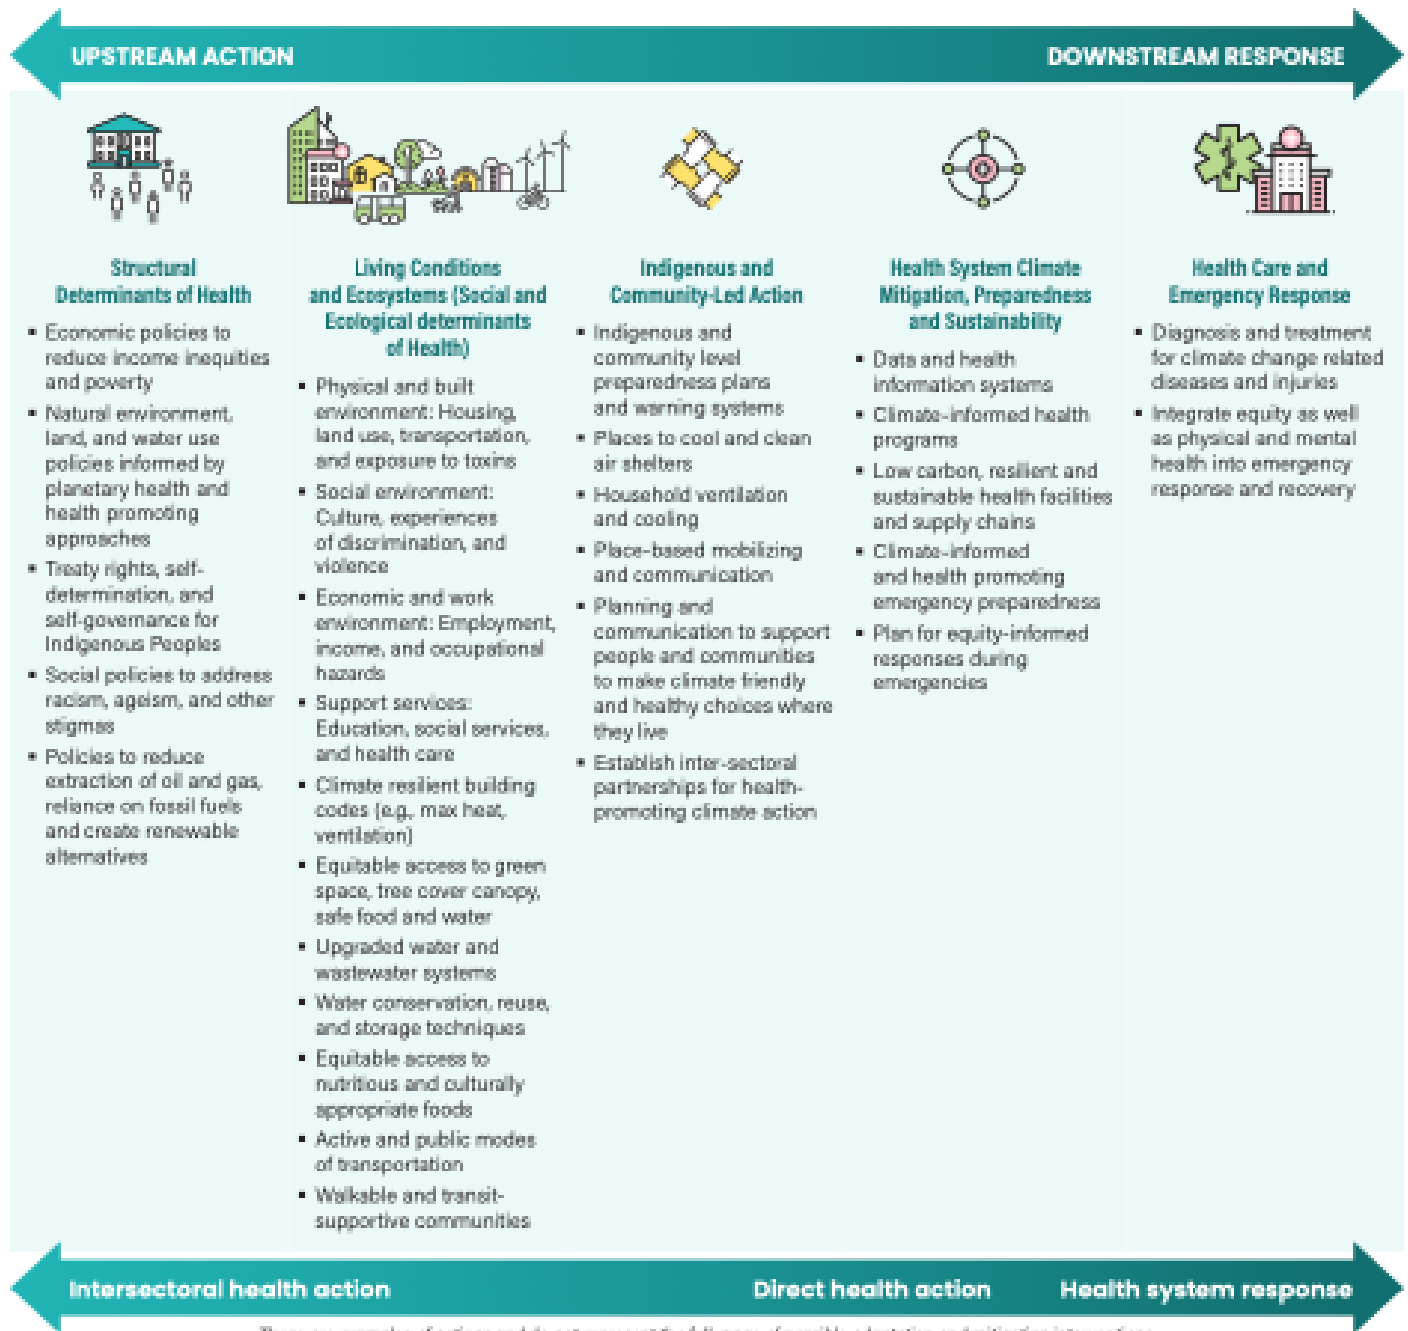 UPSTREAM ACTION
DOWNSTREAM RESPONSE
Structural
Determinants of Health
▪ Economic policies to
reduce income inequities
and poverty
▪ Natural environment,
land, and water use
policies informed by
planetary health and
health promoting
approaches
▪ Treaty rights, self-
determination, and
self-governance for
Indigenous Peoples
▪ Social policies to address
racism, ageism, and other
stigmas
▪ Policies to reduce
extraction of oil and gas,
reliance on fossil fuels
and create renewable
alternatives
Living Conditions
and Ecosystems (Social and
Ecological determinants
of Health)
▪ Physical and built
environment: Housing,
land use, transportation,
and exposure to toxins
▪ Social environment:
Culture, experiences
of discrimination, and
violence
▪ Economic and work
environment: Employment,
income, and occupational
hazards
▪ Support services:
Education, social services,
and health care
▪ Climate resilient building
codes (e.g., max heat,
ventilation)
▪ Equitable access to green
space, tree cover canopy,
safe food and water
▪ Upgraded water and
wastewater systems
▪ Water conservation, reuse,
and storage techniques
▪ Equitable access to
nutritious and culturally
appropriate foods
▪ Active and public modes
of transportation
▪ Walkable and transit-
supportive communities
Indigenous and
Community-Led Action
▪ Indigenous and
community level
preparedness plans
and warning systems
▪ Places to cool and clean
air shelters
▪ Household ventilation
and cooling
▪ Place-based mobilizing
and communication
▪ Planning and
communication to support
people and communities
to make climate friendly
and healthy choices where
they live
▪ Establish inter-sectoral
partnerships for health-
promoting climate action
Health System Climate
Mitigation, Preparedness
and Sustainability
▪ Data and health
information systems
▪ Climate-informed health
programs
▪ Low carbon, resilient and
sustainable health facilities
and supply chains
▪ Climate-informed
and health promoting
emergency preparedness
▪ Plan for equity-informed
responses during
emergencies
Health Care and
Emergency Response
▪ Diagnosis and treatment
for climate change related
diseases and injuries
▪ Integrate equity as well
as physical and mental
health into emergency
response and recovery
Intersectoral health action
Direct health action
Health system response